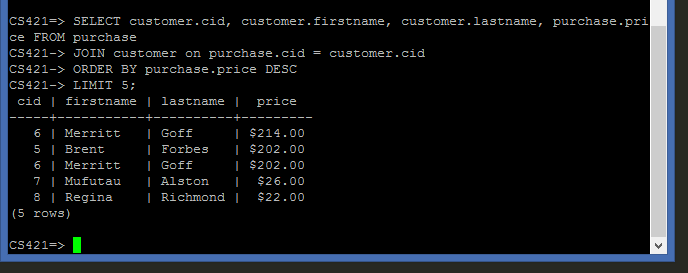 CS421=> SELECT customer.cid, customer.firstname, customer.lastname, purchase.pri
ce FROM purchase
CS421-> JOIN customer on purchase.cid = customer.cid
CS421-> ORDER BY purchase.price DESC
CS421-> LIMIT 5;
 cid | firstname | lastname |  price
-----+-----------+----------+---------
   6 | Merritt   | Goff     | $214.00
   5 | Brent     | Forbes   | $202.00
   6 | Merritt   | Goff     | $202.00
   7 | Mufutau   | Alston   |  $26.00
   8 | Regina    | Richmond |  $22.00
(5 rows)
CS421=>